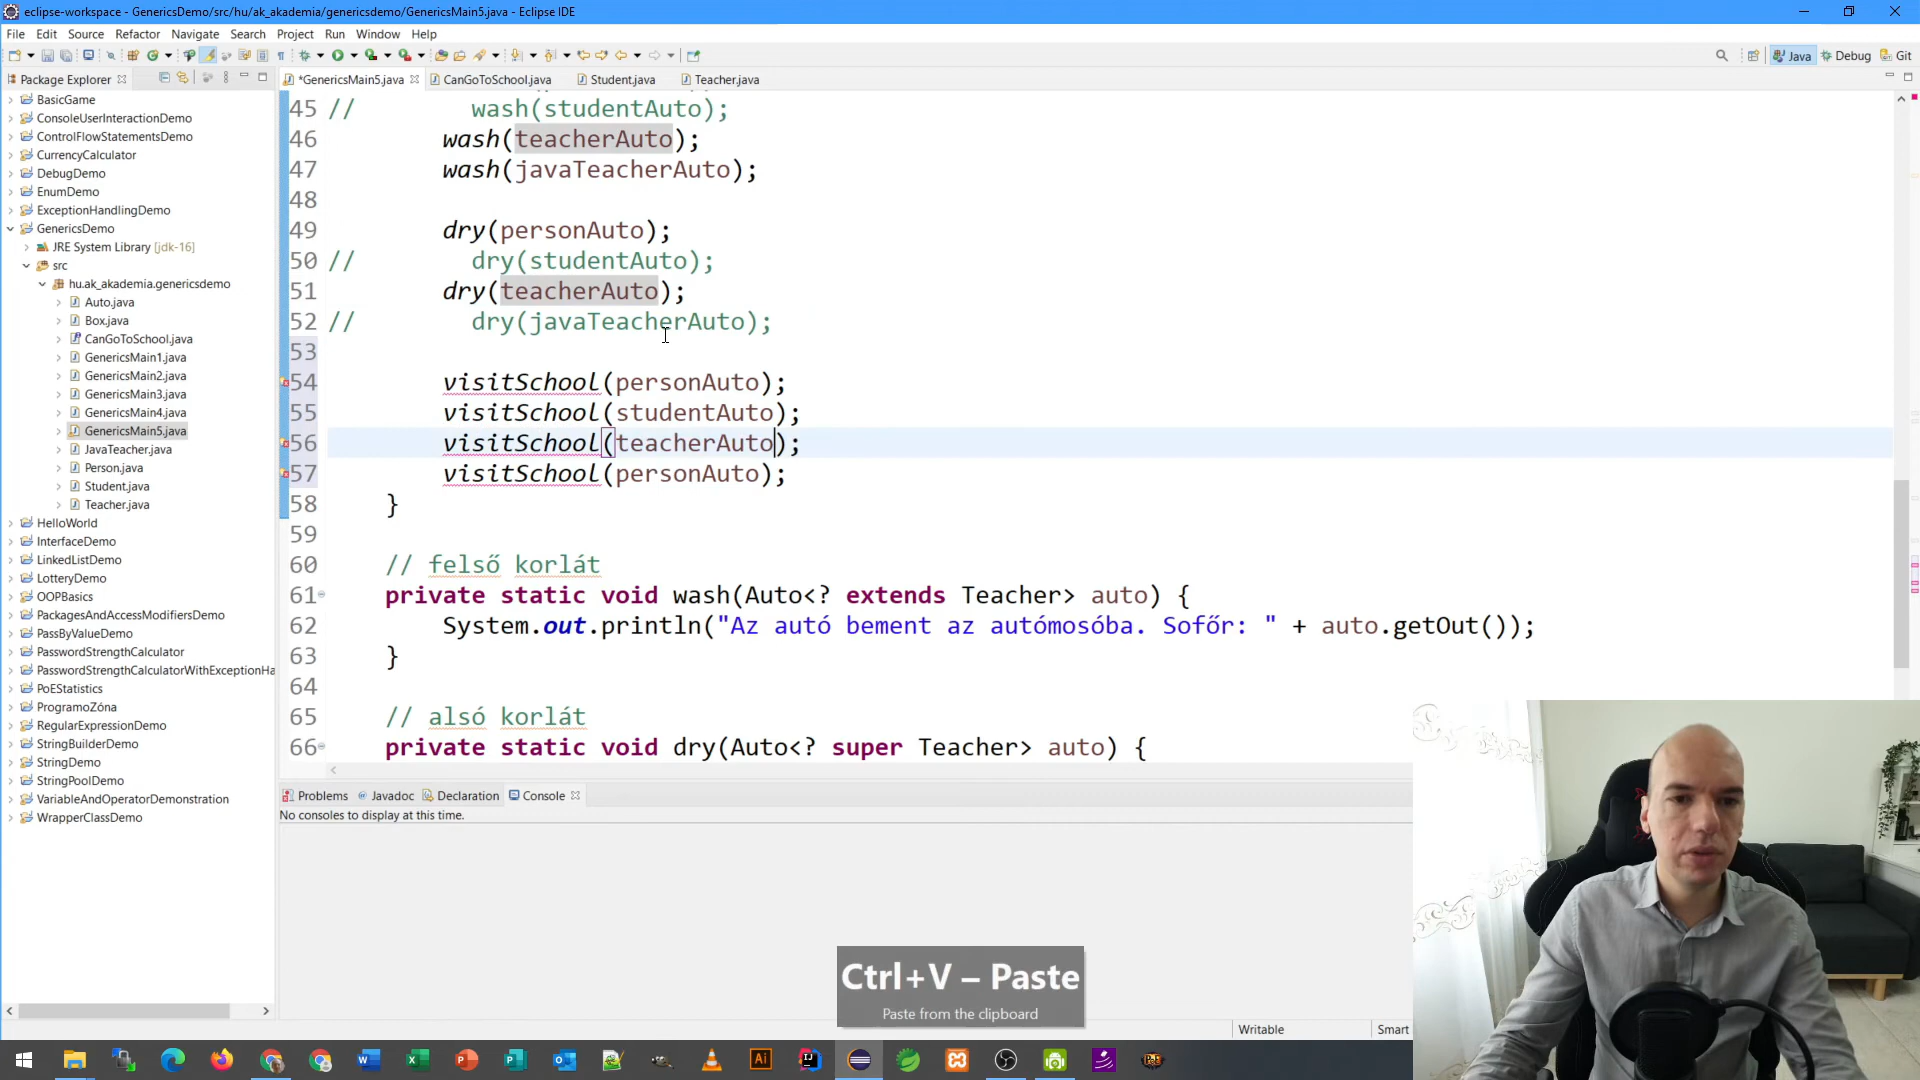 eclipse-workspace - GenericsDemo/src/hu/ak_akademia/genericsdemo/GenericsMain5.java - Eclipse IDE
File Edit Source Refactor Navigate Search Project Run Window Help
Java Debug Git
Package Explorer
*GenericsMain5.java CanGoToSchool.java Student.java Teacher.java
BasicGame
ConsoleUserInteractionDemo
ControlFlowStatementsDemo
CurrencyCalculator
DebugDemo
EnumDemo
ExceptionHandlingDemo
GenericsDemo
JRE System Library [jdk-16]
src
hu.ak_akademia.genericsdemo
Auto.java
Box.java
CanGoToSchool.java
GenericsMain1.java
GenericsMain2.java
GenericsMain3.java
GenericsMain4.java
GenericsMain5.java
JavaTeacher.java
Person.java
Student.java
Teacher.java
HelloWorld
InterfaceDemo
LinkedListDemo
LotteryDemo
OOPBasics
PackagesAndAccessModifiersDemo
PassByValueDemo
PasswordStrengthCalculator
PasswordStrengthCalculatorWithExceptionHa
PoEStatistics
ProgramoZóna
RegularExpressionDemo
StringBuilderDemo
StringDemo
StringPoolDemo
VariableAndOperatorDemonstration
WrapperClassDemo
45 // wash(studentAuto);
46 wash(teacherAuto);
47 wash(javaTeacherAuto);
48
49 dry(personAuto);
50 // dry(studentAuto);
51 dry(teacherAuto);
52 // dry(javaTeacherAuto);
53
54 visitSchool(personAuto);
55 visitSchool(studentAuto);
56 visitSchool(teacherAuto);
57 visitSchool(personAuto);
58 }
59
60 // felső korlát
61 private static void wash(Auto<? extends Teacher> auto) {
62 System.out.println("Az autó bement az autómosóba. Sofőr: " + auto.getOut());
63 }
64
65 // alsó korlát
66 private static void dry(Auto<? super Teacher> auto) {
Problems Javadoc Declaration Console
No consoles to display at this time.
Ctrl+V – Paste
Paste from the clipboard
Writable
Smart